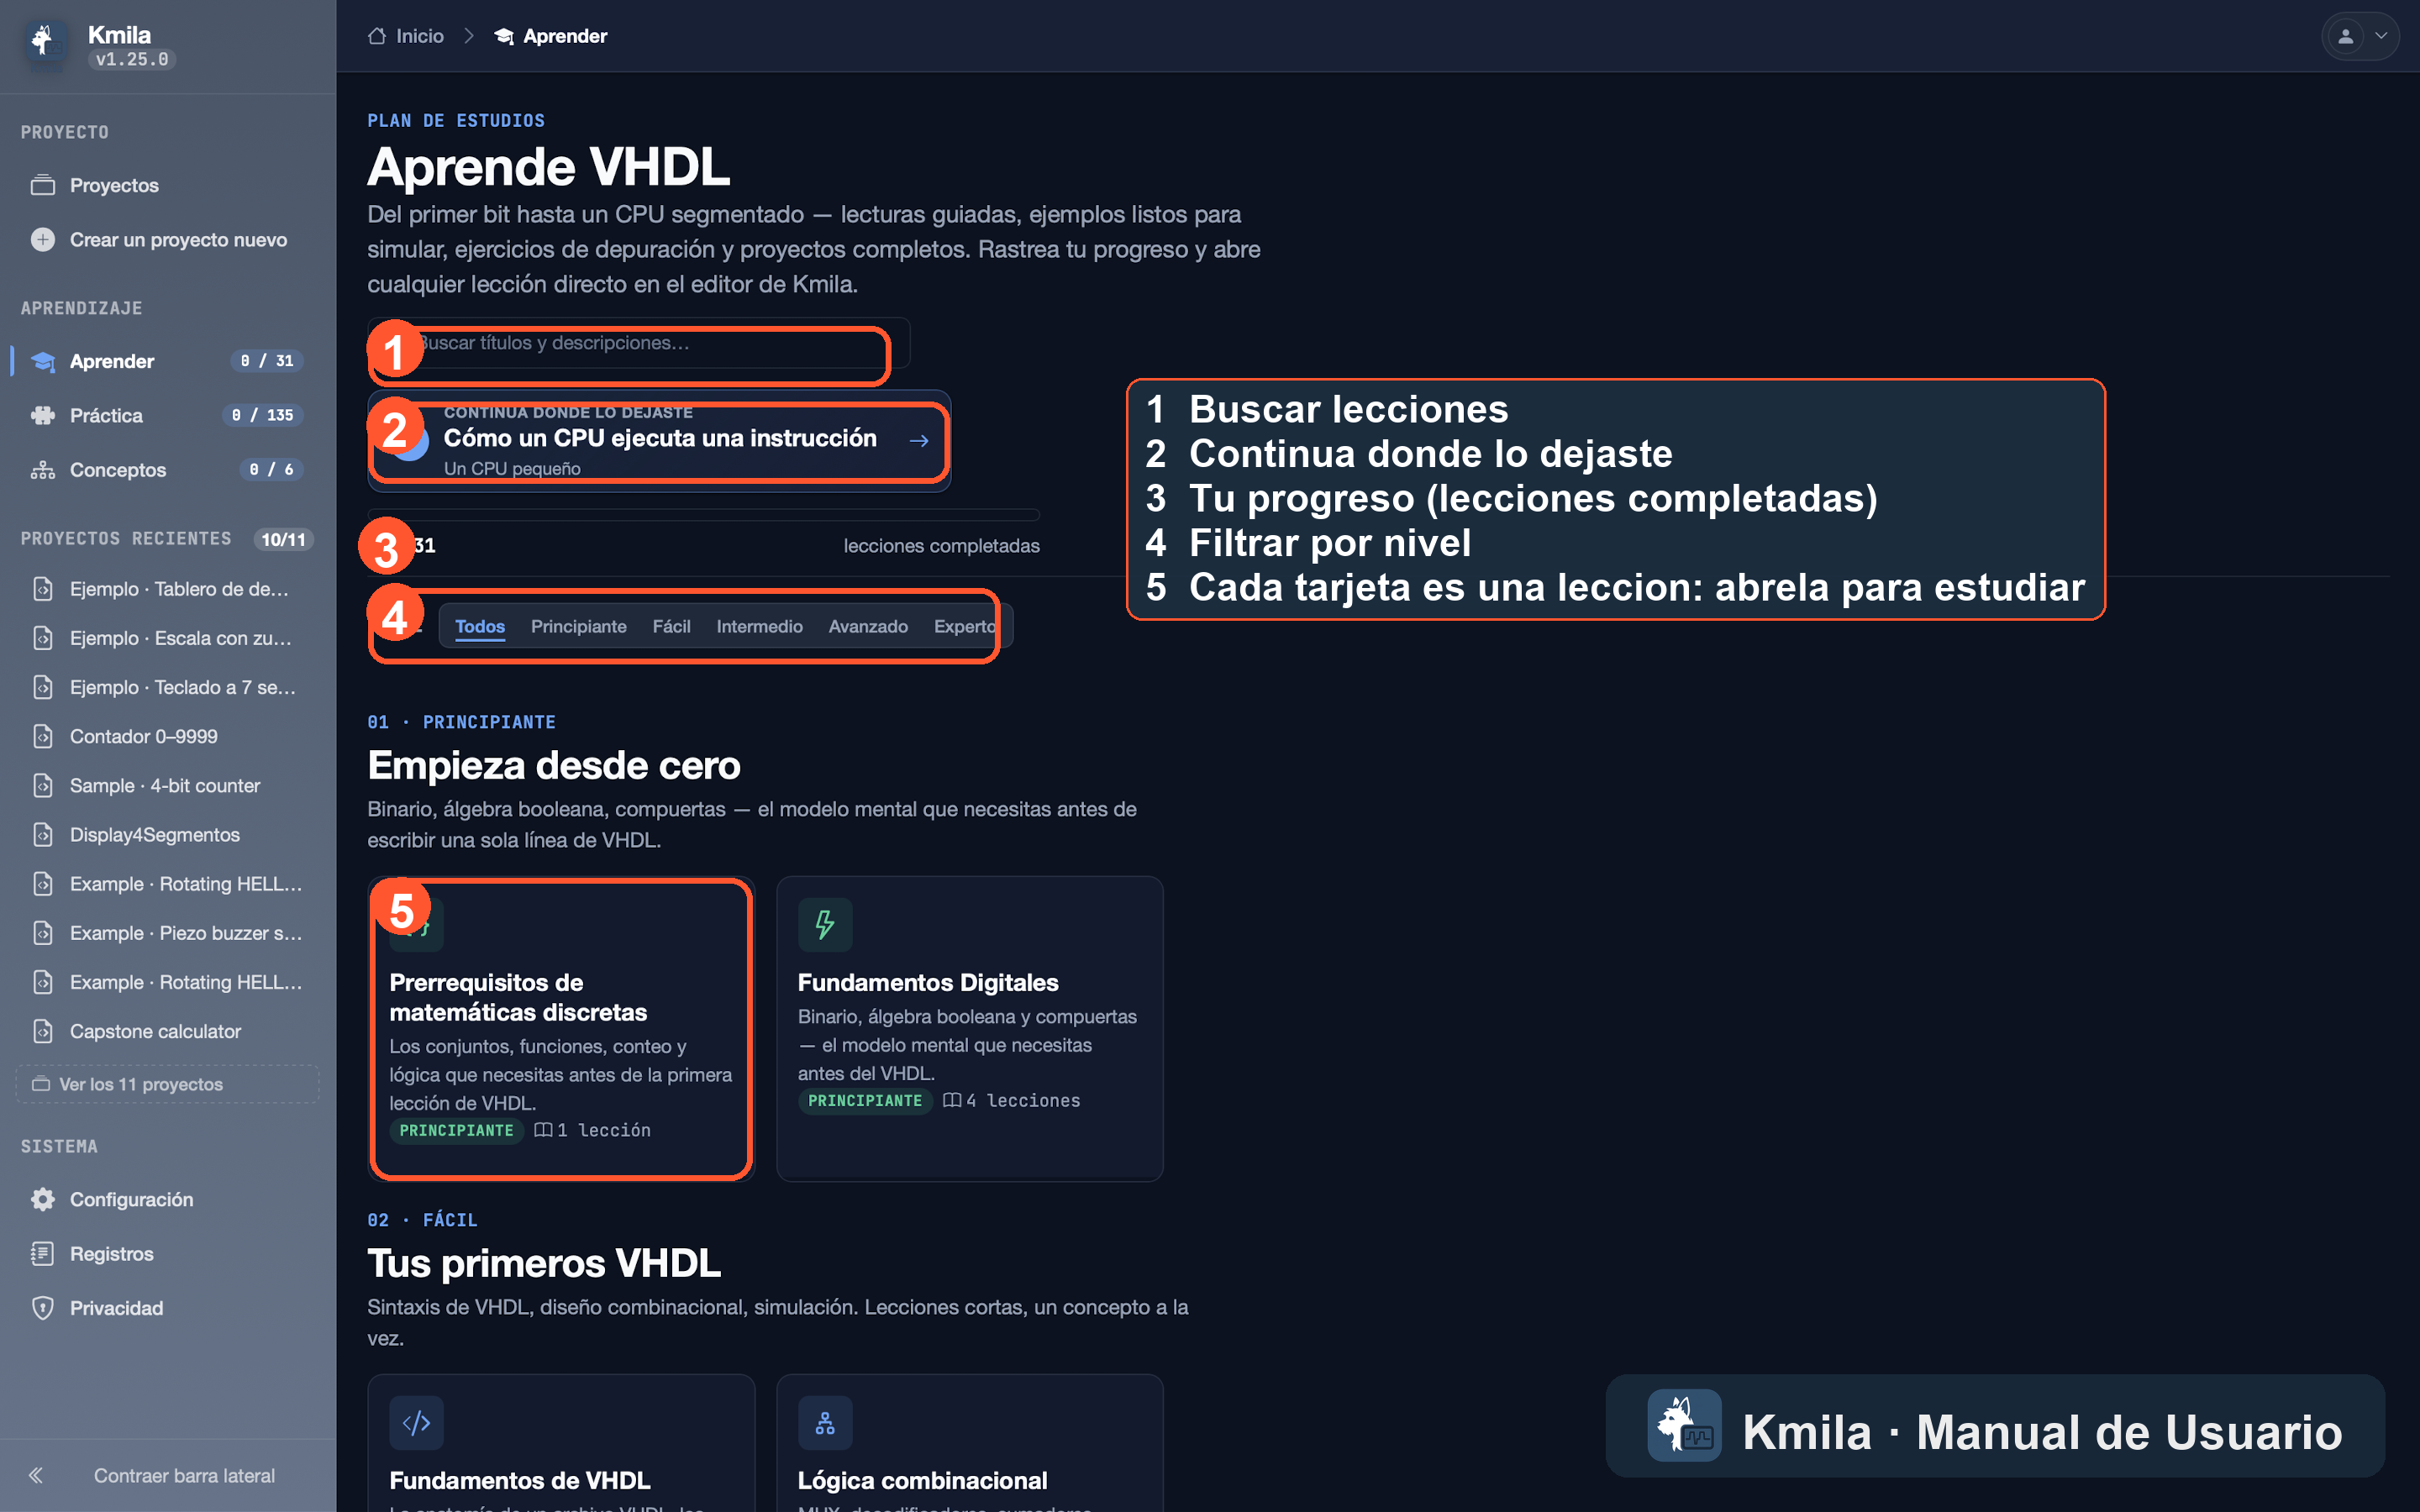 Kmila
v1.25.0
PROYECTO
Proyectos
Crear un proyecto nuevo
APRENDIZAJE
Aprender 0 / 31
Práctica 0 / 135
Conceptos 0 / 6
PROYECTOS RECIENTES 10/11
Ejemplo · Tablero de de...
Ejemplo · Escala con zu...
Ejemplo · Teclado a 7 se...
Contador 0–9999
Sample · 4-bit counter
Display4Segmentos
Example · Rotating HELL...
Example · Piezo buzzer s...
Example · Rotating HELL...
Capstone calculator
Ver los 11 proyectos
SISTEMA
Configuración
Registros
Privacidad
Contraer barra lateral
Inicio > Aprender
PLAN DE ESTUDIOS
Aprende VHDL
Del primer bit hasta un CPU segmentado — lecturas guiadas, ejemplos listos para
simular, ejercicios de depuración y proyectos completos. Rastrea tu progreso y abre
cualquier lección directo en el editor de Kmila.
1
Buscar títulos y descripciones...
2
CONTINÚA DONDE LO DEJASTE
Cómo un CPU ejecuta una instrucción →
Un CPU pequeño
3
31 lecciones completadas
4
Todos Principiante Fácil Intermedio Avanzado Experto
1 Buscar lecciones
2 Continua donde lo dejaste
3 Tu progreso (lecciones completadas)
4 Filtrar por nivel
5 Cada tarjeta es una leccion: abrela para estudiar
01 · PRINCIPIANTE
Empieza desde cero
Binario, álgebra booleana, compuertas — el modelo mental que necesitas antes de
escribir una sola línea de VHDL.
5
Prerrequisitos de
matemáticas discretas
Los conjuntos, funciones, conteo y
lógica que necesitas antes de la primera
lección de VHDL.
PRINCIPIANTE 1 lección
Fundamentos Digitales
Binario, álgebra booleana y compuertas
— el modelo mental que necesitas
antes del VHDL.
PRINCIPIANTE 4 lecciones
02 · FÁCIL
Tus primeros VHDL
Sintaxis de VHDL, diseño combinacional, simulación. Lecciones cortas, un concepto a la
vez.
Fundamentos de VHDL
Lógica combinacional
Kmila · Manual de Usuario